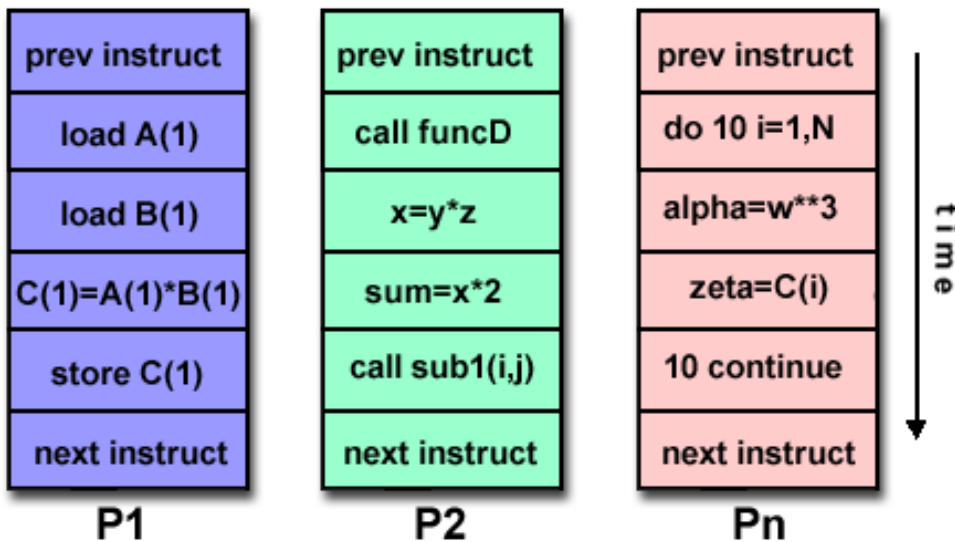 prev instruct
load A(1)
load B(1)
C(1)=A(1)*B(1)
store C(1)
next instruct
P1
prev instruct
call funcD
x=y*z
sum=x*2
call sub1(i,j)
next instruct
P2
prev instruct
do 10 i=1,N
alpha=w**3
zeta=C(i)
10 continue
next instruct
Pn
time